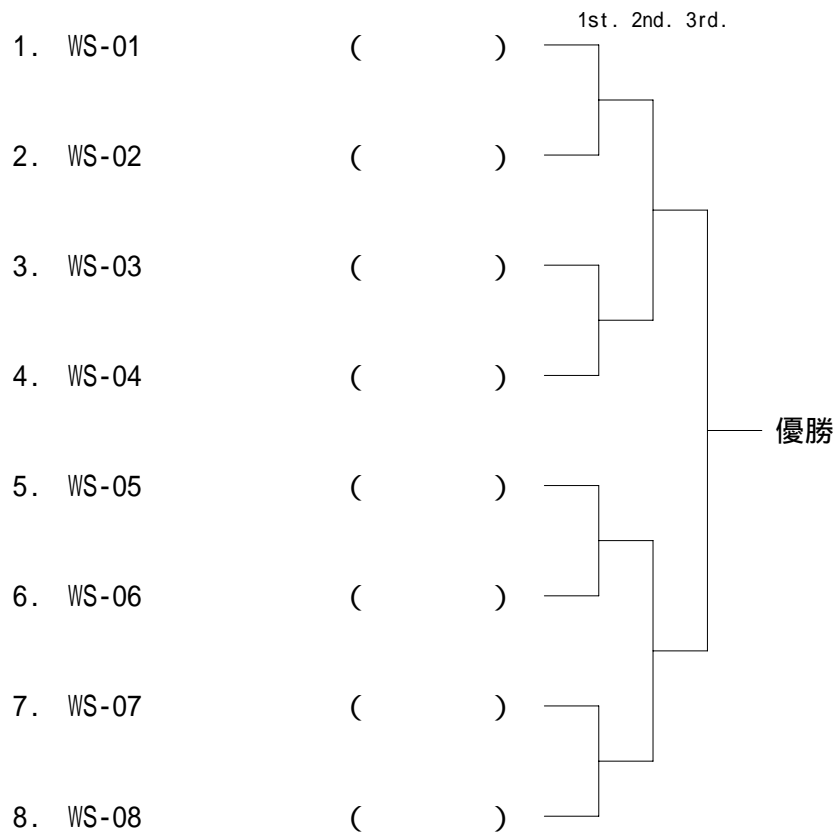 1st. 2nd. 3rd.
1. WS-01 ( )
2. WS-02 ( )
3. WS-03 ( )
4. WS-04 ( )
優勝
5. WS-05 ( )
6. WS-06 ( )
7. WS-07 ( )
8. WS-08 ( )